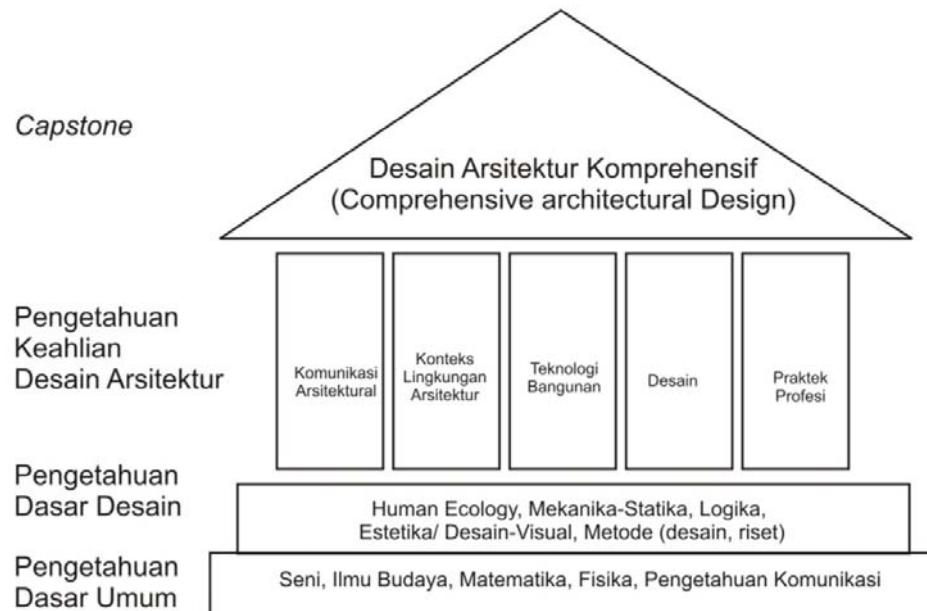 Capstone
Desain Arsitektur Komprehensif
(Comprehensive architectural Design)
Pengetahuan
Keahlian
Desain Arsitektur
Komunikasi
Arsitektural
Konteks
Lingkungan
Arsitektur
Teknologi
Bangunan
Desain
Praktek
Profesi
Pengetahuan
Dasar Desain
Human Ecology, Mekanika-Statika, Logika,
Estetika/ Desain-Visual, Metode (desain, riset)
Pengetahuan
Dasar Umum
Seni, Ilmu Budaya, Matematika, Fisika, Pengetahuan Komunikasi